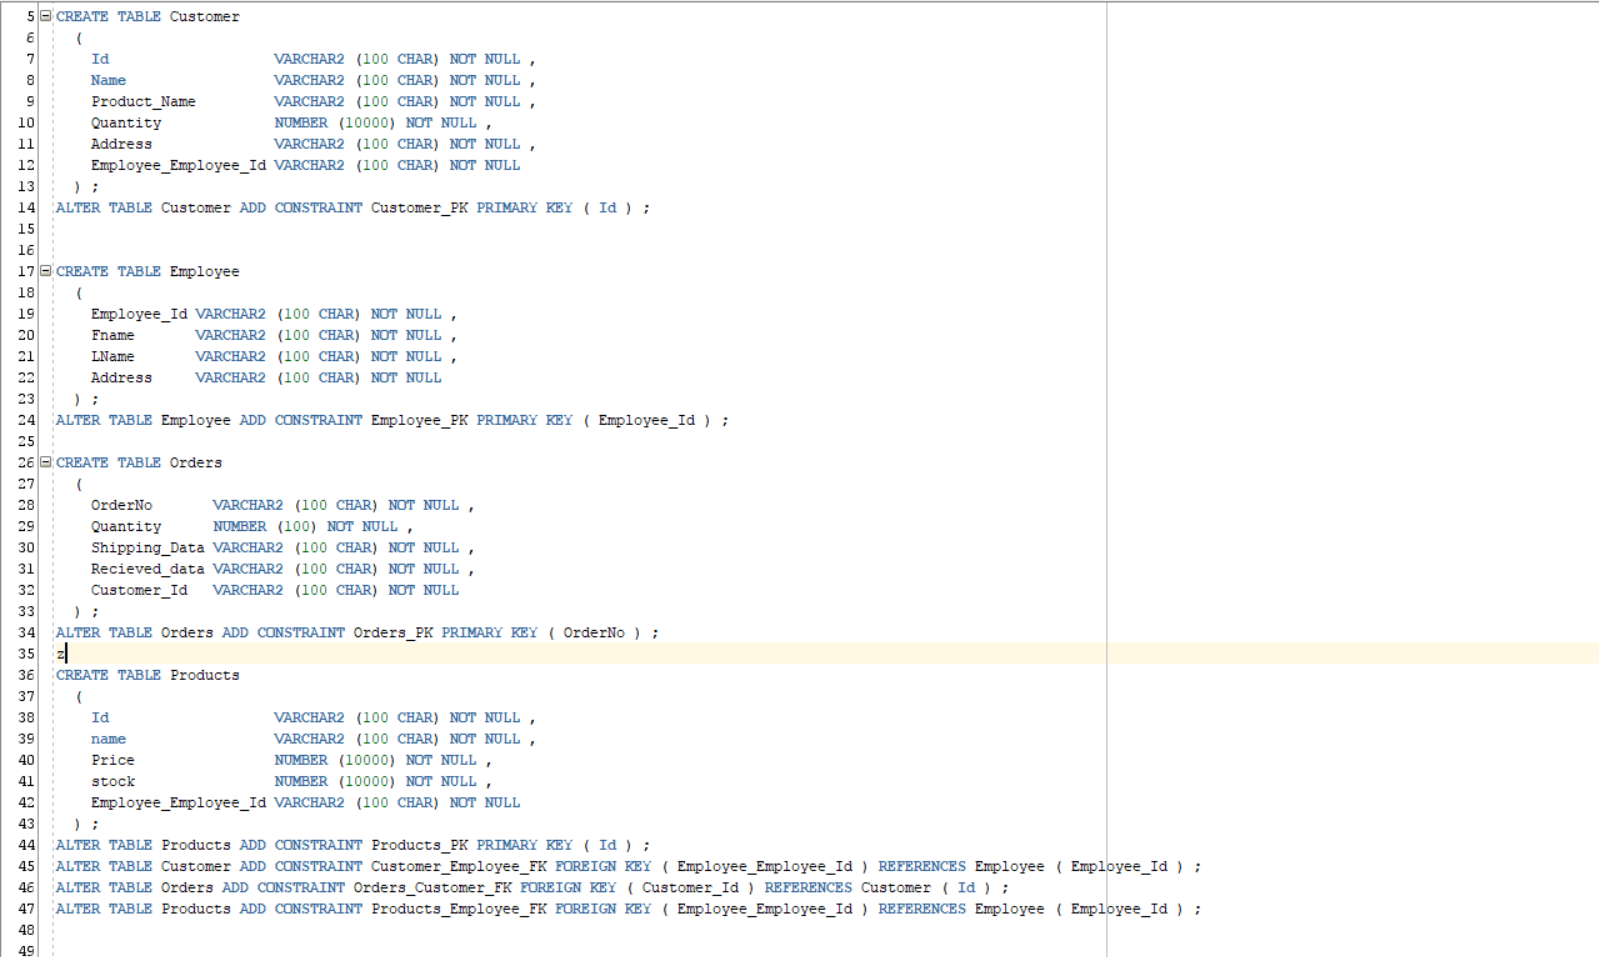 5 CREATE TABLE Customer
6 (
7 Id VARCHAR2 (100 CHAR) NOT NULL ,
8 Name VARCHAR2 (100 CHAR) NOT NULL ,
9 Product_Name VARCHAR2 (100 CHAR) NOT NULL ,
10 Quantity NUMBER (10000) NOT NULL ,
11 Address VARCHAR2 (100 CHAR) NOT NULL ,
12 Employee_Employee_Id VARCHAR2 (100 CHAR) NOT NULL
13 ) ;
14 ALTER TABLE Customer ADD CONSTRAINT Customer_PK PRIMARY KEY ( Id ) ;
15
16
17 CREATE TABLE Employee
18 (
19 Employee_Id VARCHAR2 (100 CHAR) NOT NULL ,
20 Fname VARCHAR2 (100 CHAR) NOT NULL ,
21 LName VARCHAR2 (100 CHAR) NOT NULL ,
22 Address VARCHAR2 (100 CHAR) NOT NULL
23 ) ;
24 ALTER TABLE Employee ADD CONSTRAINT Employee_PK PRIMARY KEY ( Employee_Id ) ;
25
26 CREATE TABLE Orders
27 (
28 OrderNo VARCHAR2 (100 CHAR) NOT NULL ,
29 Quantity NUMBER (100) NOT NULL ,
30 Shipping_Data VARCHAR2 (100 CHAR) NOT NULL ,
31 Recieved_data VARCHAR2 (100 CHAR) NOT NULL ,
32 Customer_Id VARCHAR2 (100 CHAR) NOT NULL
33 ) ;
34 ALTER TABLE Orders ADD CONSTRAINT Orders_PK PRIMARY KEY ( OrderNo ) ;
35 z
36 CREATE TABLE Products
37 (
38 Id VARCHAR2 (100 CHAR) NOT NULL ,
39 name VARCHAR2 (100 CHAR) NOT NULL ,
40 Price NUMBER (10000) NOT NULL ,
41 stock NUMBER (10000) NOT NULL ,
42 Employee_Employee_Id VARCHAR2 (100 CHAR) NOT NULL
43 ) ;
44 ALTER TABLE Products ADD CONSTRAINT Products_PK PRIMARY KEY ( Id ) ;
45 ALTER TABLE Customer ADD CONSTRAINT Customer_Employee_FK FOREIGN KEY ( Employee_Employee_Id ) REFERENCES Employee ( Employee_Id ) ;
46 ALTER TABLE Orders ADD CONSTRAINT Orders_Customer_FK FOREIGN KEY ( Customer_Id ) REFERENCES Customer ( Id ) ;
47 ALTER TABLE Products ADD CONSTRAINT Products_Employee_FK FOREIGN KEY ( Employee_Employee_Id ) REFERENCES Employee ( Employee_Id ) ;
48
49